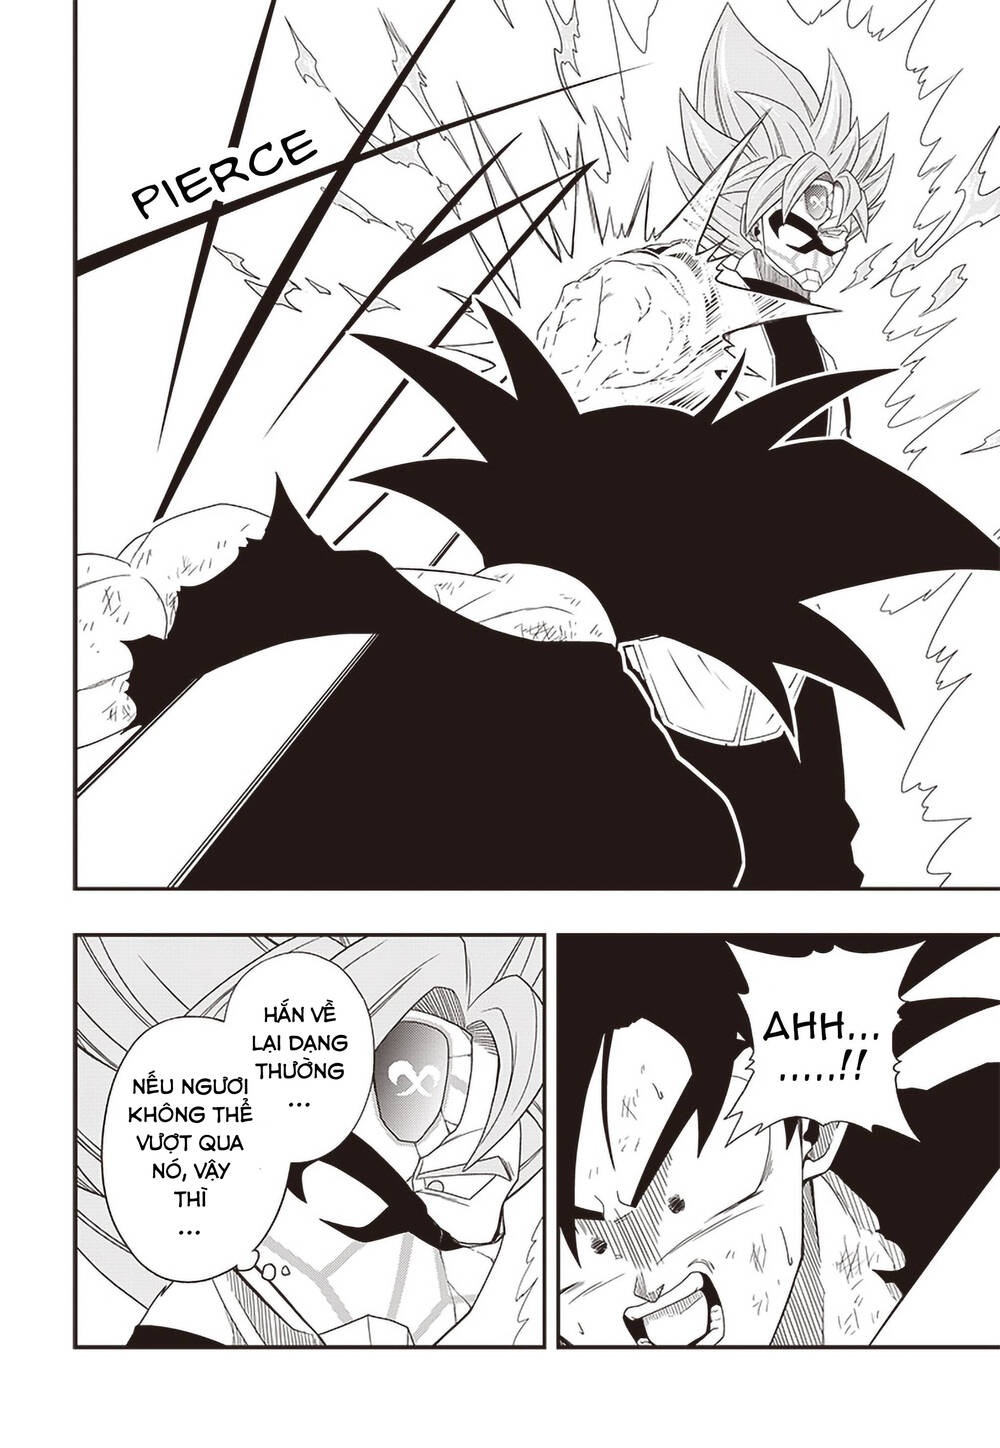 PIERCE
AHH...
.....!!
HẮN VỀ
LẠI DẠNG
THƯỜNG
...
NẾU NGƯƠI
KHÔNG THỂ
VƯỢT QUA
NÓ, VẬY
THÌ
...